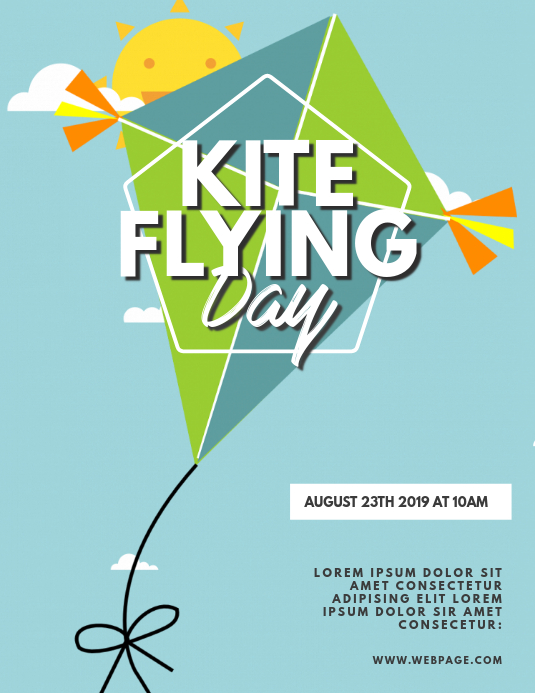 KITE
FLYING
Day
AUGUST 23TH 2019 AT 10AM
LOREM IPSUM DOLOR SIT
AMET CONSECTETUR
ADIPISING ELIT LOREM
IPSUM DOLOR SIR AMET
CONSECETUR:
WWW.WEBPAGE.COM